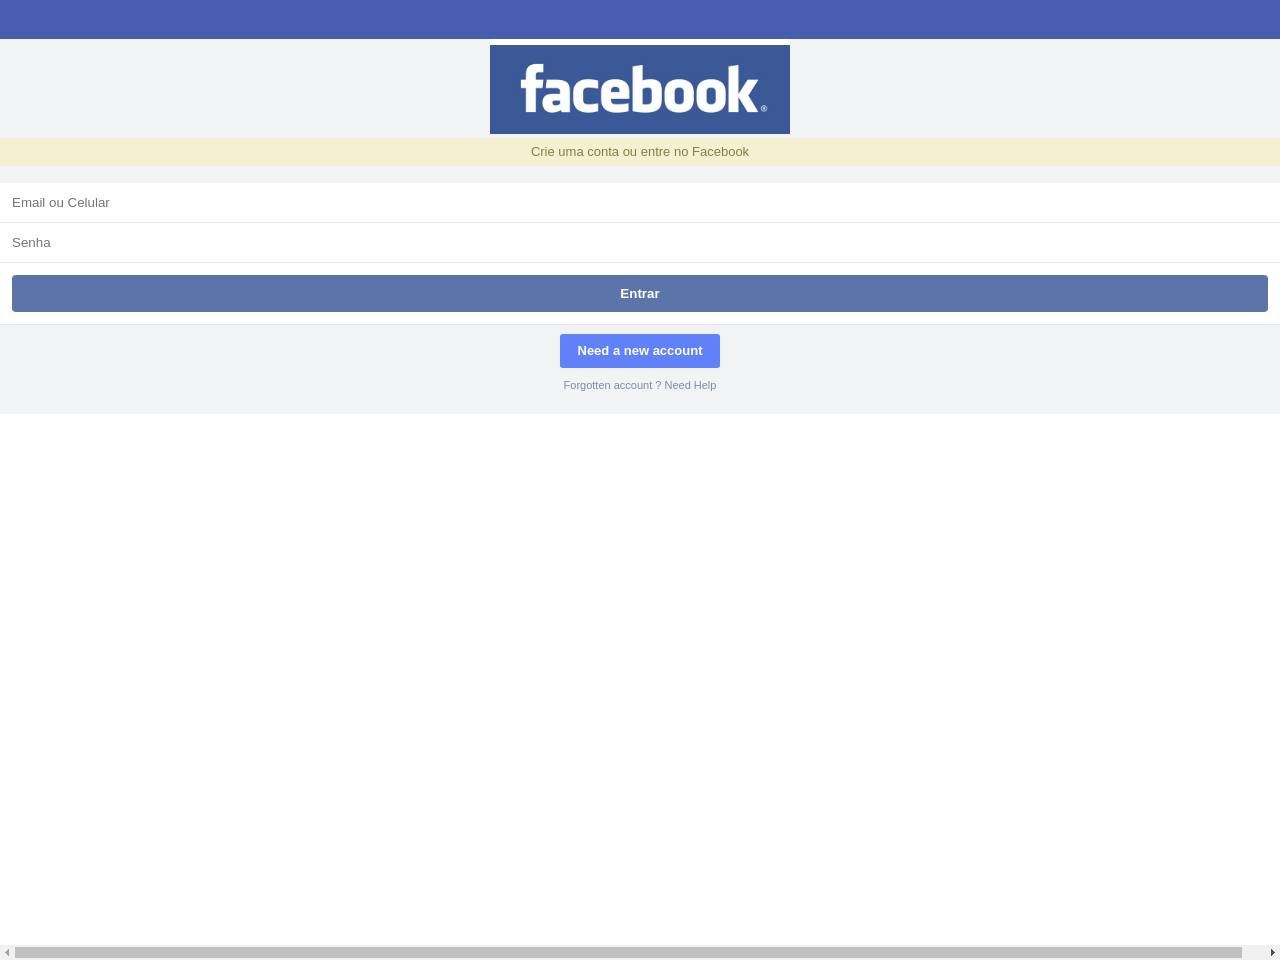 facebook®
Crie uma conta ou entre no Facebook
Email ou Celular
Senha
Entrar
Need a new account
Forgotten account ? Need Help